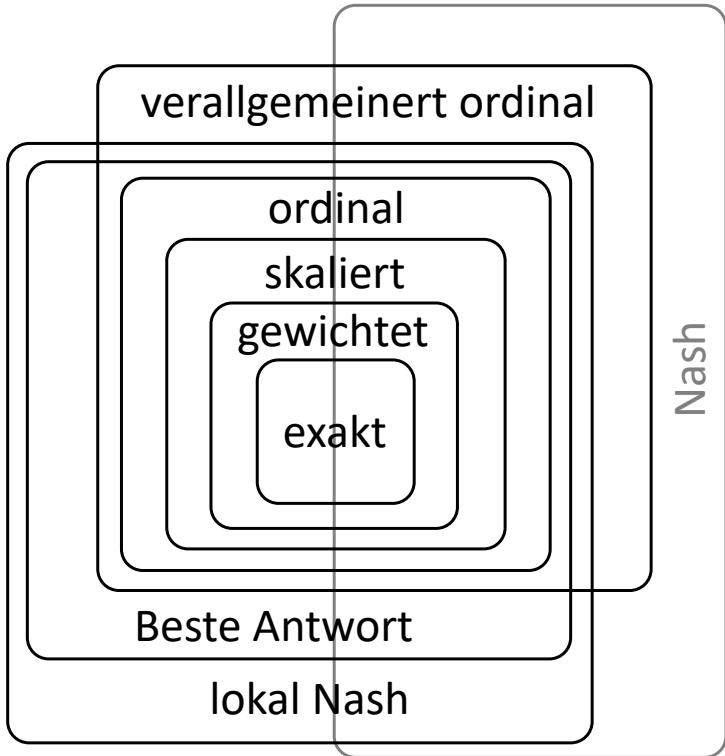 verallgemeinert ordinal
ordinal
skaliert
gewichtet
exakt
Nash
Beste Antwort
lokal Nash